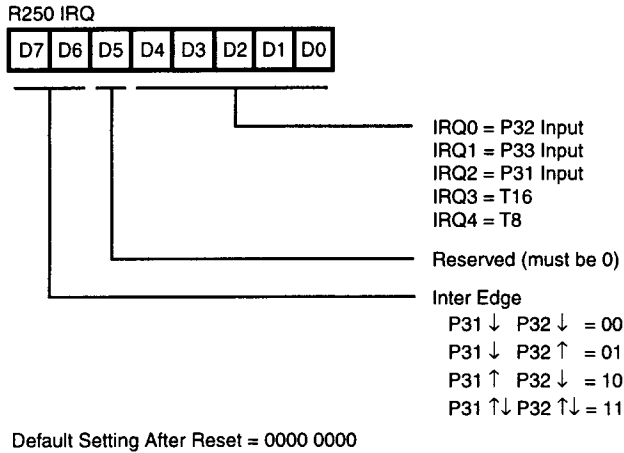 R250 IRQ
D7 D6 D5 D4 D3 D2 D1 D0
IRQ0 = P32 Input
IRQ1 = P33 Input
IRQ2 = P31 Input
IRQ3 = T16
IRQ4 = T8
Reserved (must be 0)
Inter Edge
P31 ↓ P32 ↓ = 00
P31 ↓ P32 ↑ = 01
P31 ↑ P32 ↓ = 10
P31 ↑↓ P32 ↑↓ = 11
Default Setting After Reset = 0000 0000